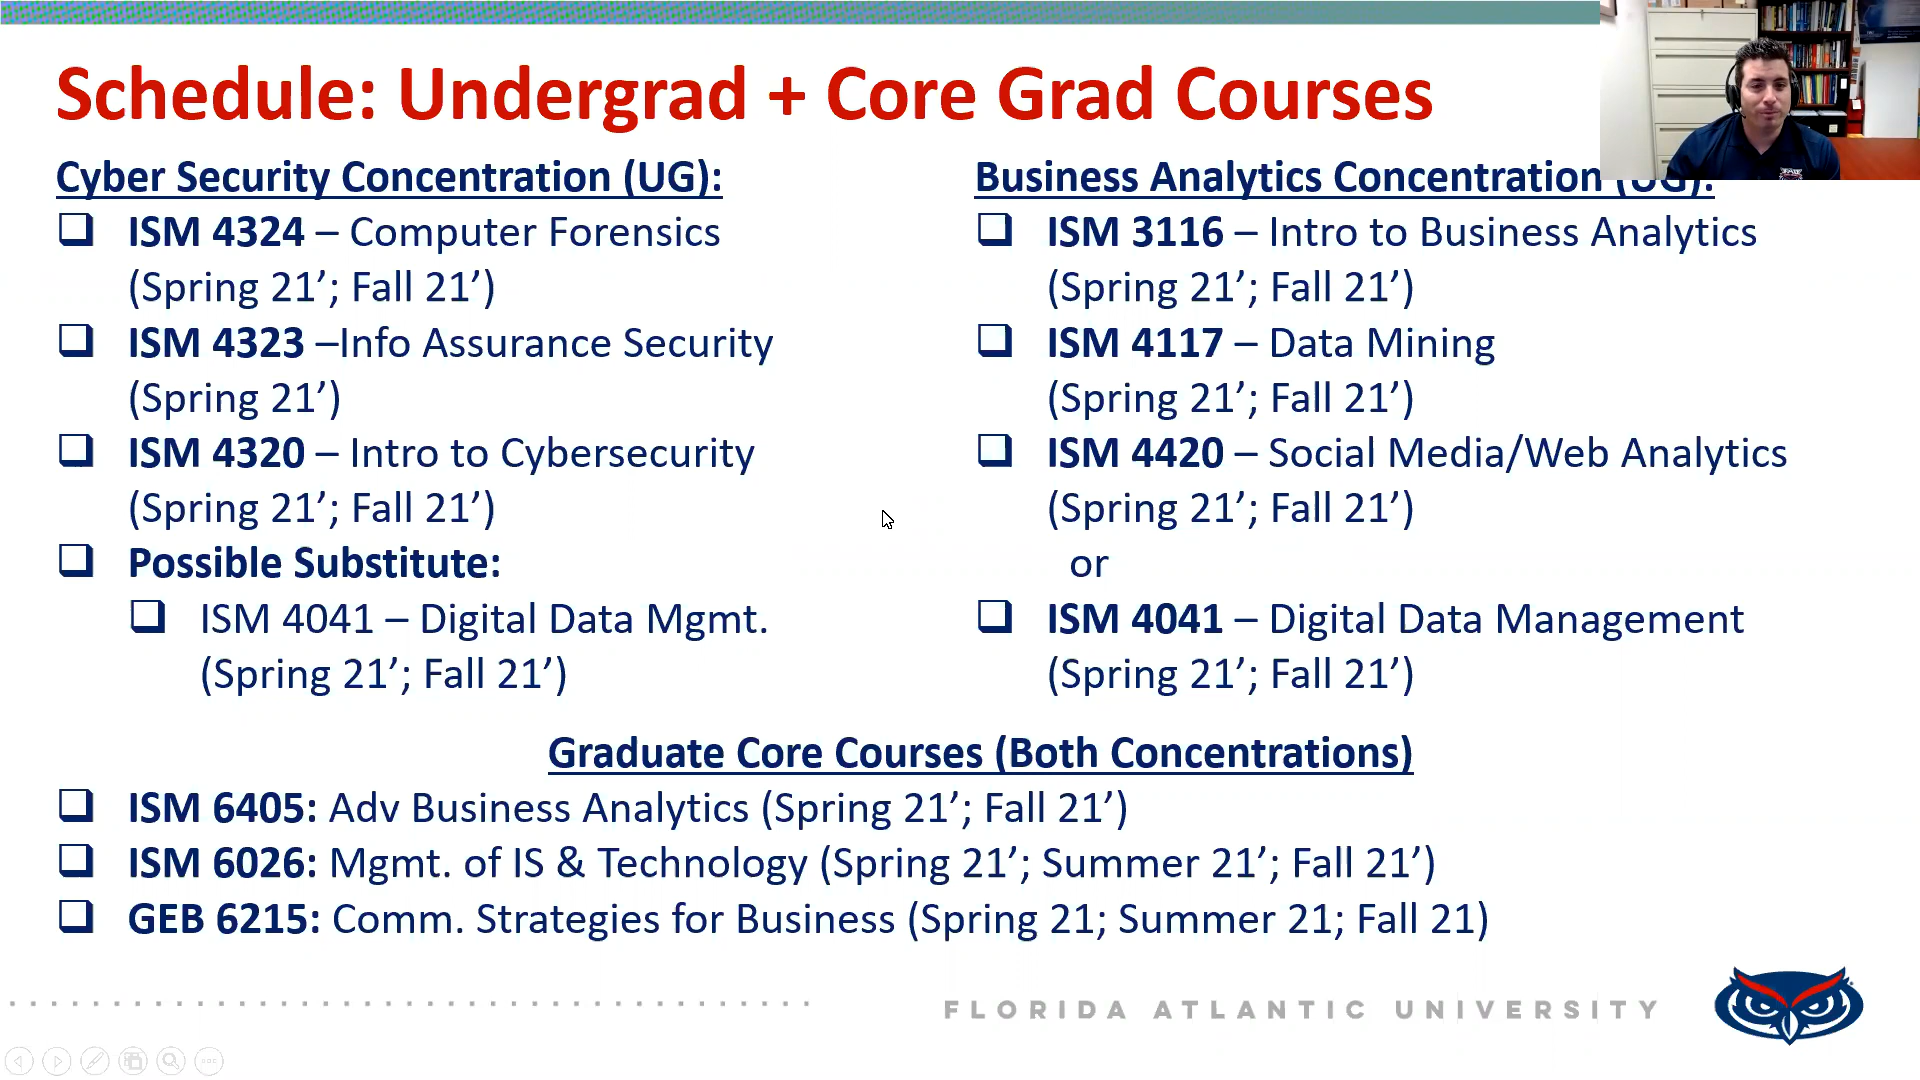 Schedule: Undergrad + Core Grad Courses
Cyber Security Concentration (UG):
ISM 4324 – Computer Forensics
(Spring 21’; Fall 21’)
ISM 4323 –Info Assurance Security
(Spring 21’)
ISM 4320 – Intro to Cybersecurity
(Spring 21’; Fall 21’)
Possible Substitute:
ISM 4041 – Digital Data Mgmt.
(Spring 21’; Fall 21’)
Business Analytics Concentration (UG):
ISM 3116 – Intro to Business Analytics
(Spring 21’; Fall 21’)
ISM 4117 – Data Mining
(Spring 21’; Fall 21’)
ISM 4420 – Social Media/Web Analytics
(Spring 21’; Fall 21’)
or
ISM 4041 – Digital Data Management
(Spring 21’; Fall 21’)
Graduate Core Courses (Both Concentrations)
ISM 6405: Adv Business Analytics (Spring 21’; Fall 21’)
ISM 6026: Mgmt. of IS & Technology (Spring 21’; Summer 21’; Fall 21’)
GEB 6215: Comm. Strategies for Business (Spring 21; Summer 21; Fall 21)
FLORIDA ATLANTIC UNIVERSITY